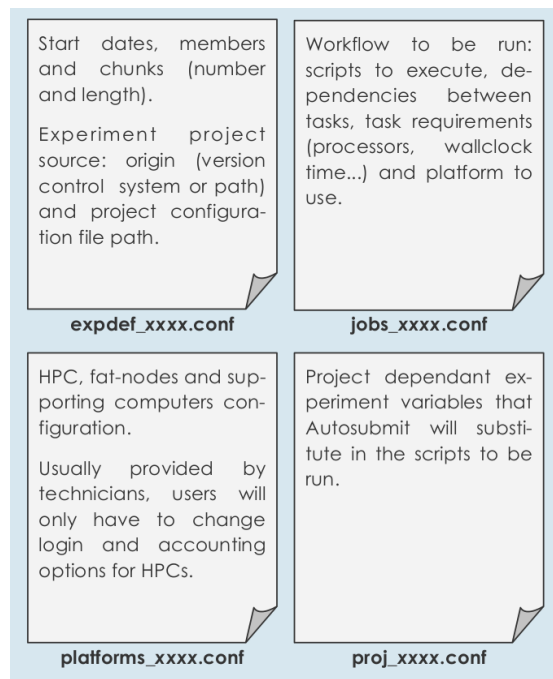 Start dates, members
and chunks (number
and length).
Experiment project
source: origin (version
control system or path)
and project configura-
tion file path.
expdef_xxxx.conf
Workflow to be run:
scripts to execute, de-
pendencies between
tasks, task requirements
(processors, wallclock
time...) and platform to
use.
jobs_xxxx.conf
HPC, fat-nodes and sup-
porting computers con-
figuration.
Usually provided by
technicians, users will
only have to change
login and accounting
options for HPCs.
platforms_xxxx.conf
Project dependant ex-
periment variables that
Autosubmit will substi-
tute in the scripts to be
run.
proj_xxxx.conf